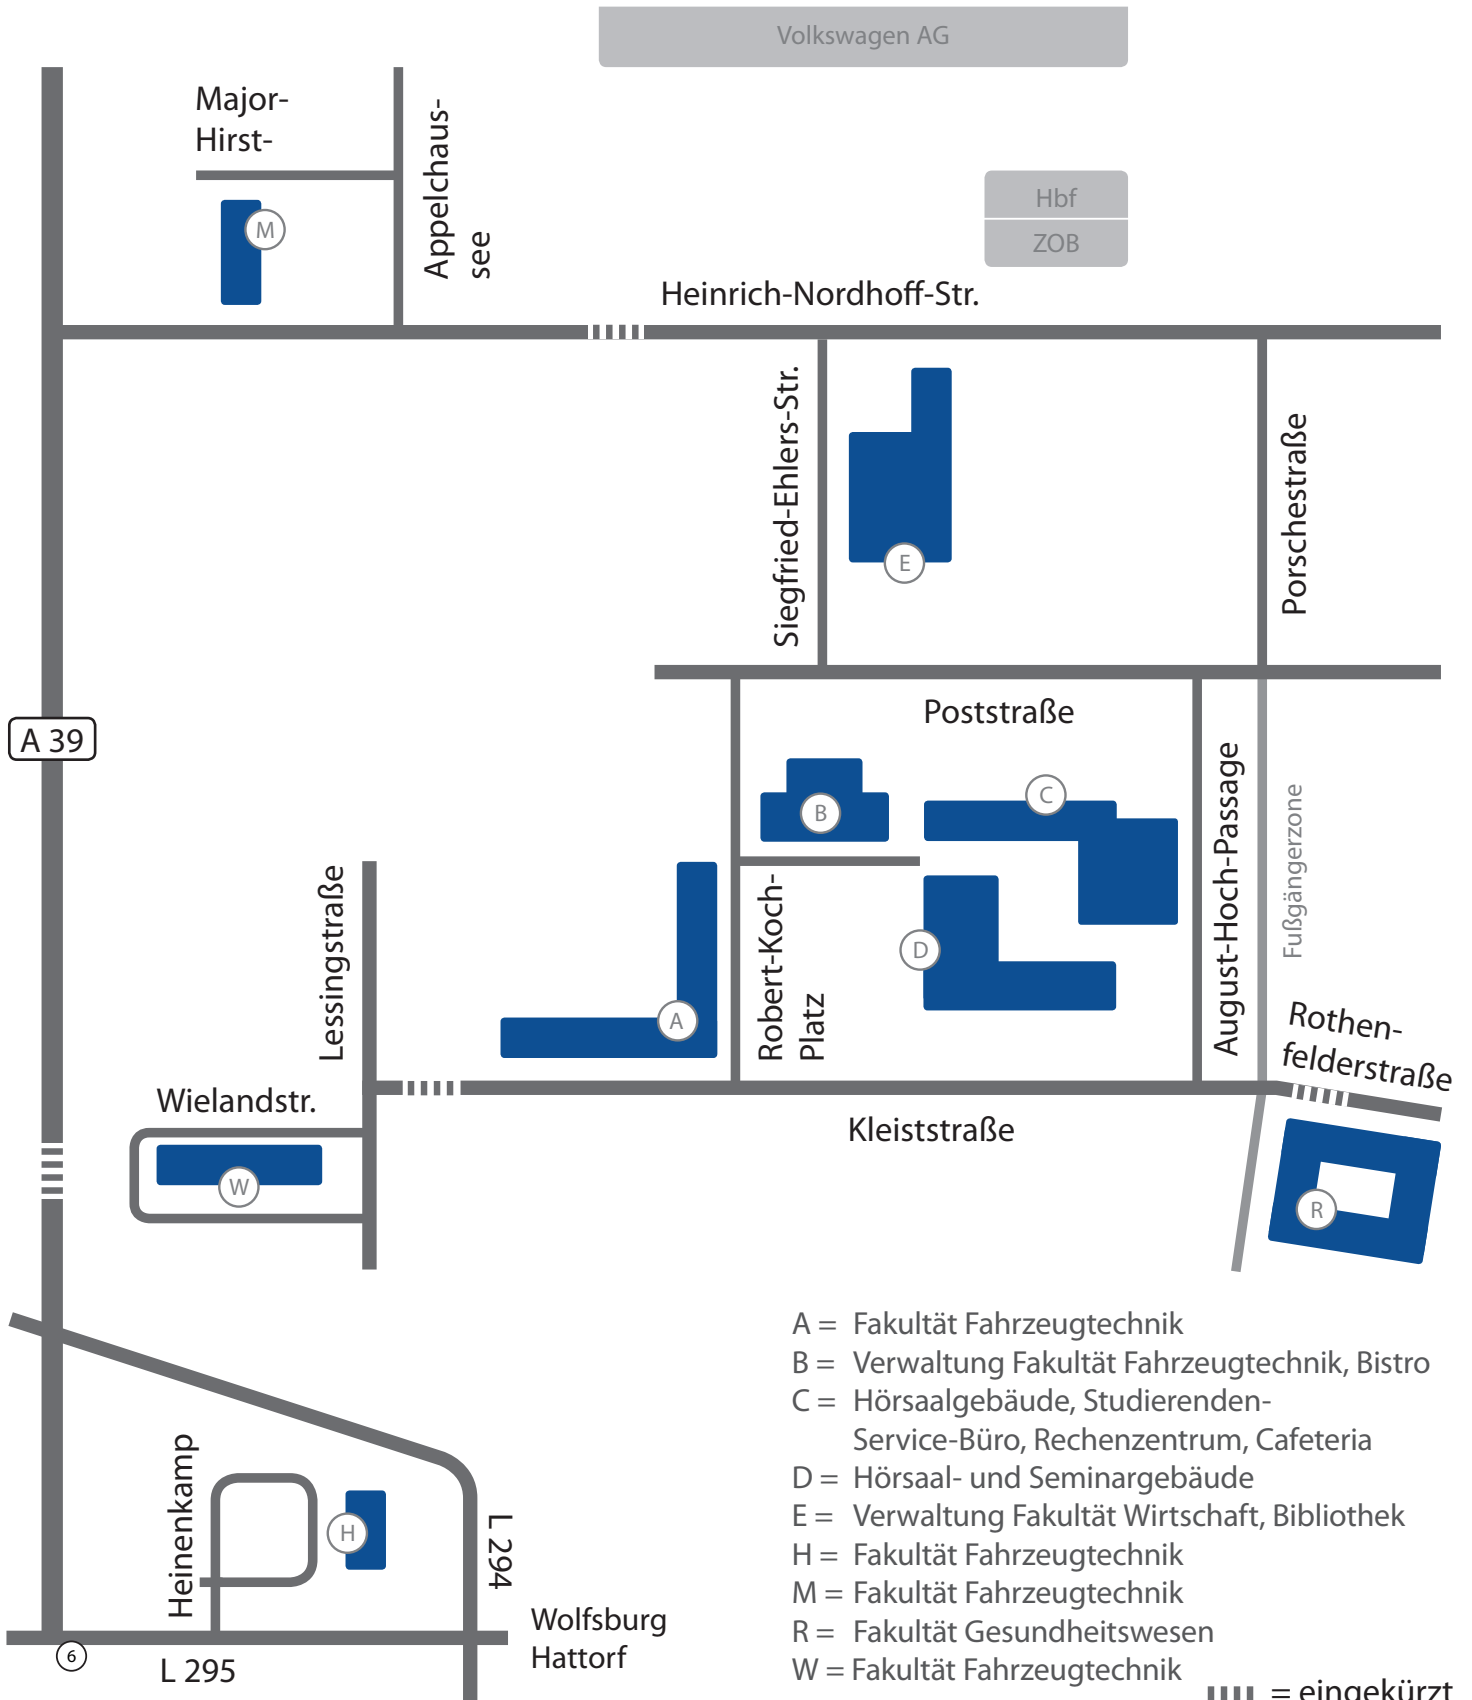 Volkswagen AG
Major-
Hirst-
Appelchaus-
see
M
Hbf
ZOB
Heinrich-Nordhoff-Str.
Siegfried-Ehlers-Str.
E
Porschestraße
A 39
Poststraße
B
C
August-Hoch-Passage
Fußgängerzone
Lessingstraße
Robert-Koch-
Platz
D
A
Rothen-
felderstraße
Wielandstr.
Kleiststraße
W
R
A = Fakultät Fahrzeugtechnik
B = Verwaltung Fakultät Fahrzeugtechnik, Bistro
C = Hörsaalgebäude, Studierenden-
Service-Büro, Rechenzentrum, Cafeteria
D = Hörsaal- und Seminargebäude
E = Verwaltung Fakultät Wirtschaft, Bibliothek
H = Fakultät Fahrzeugtechnik
M = Fakultät Fahrzeugtechnik
R = Fakultät Gesundheitswesen
W = Fakultät Fahrzeugtechnik
= eingekürzt
Heinenkamp
H
L 294
Wolfsburg
Hattorf
6
L 295